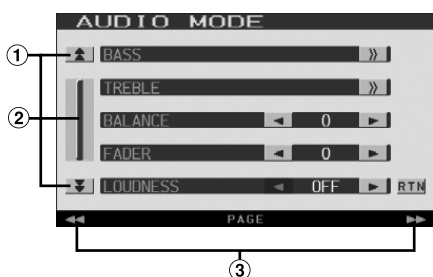 AUDIO MODE
1 BASS
TREBLE
2 BALANCE 0
FADER 0
LOUDNESS OFF RTN
PAGE
3